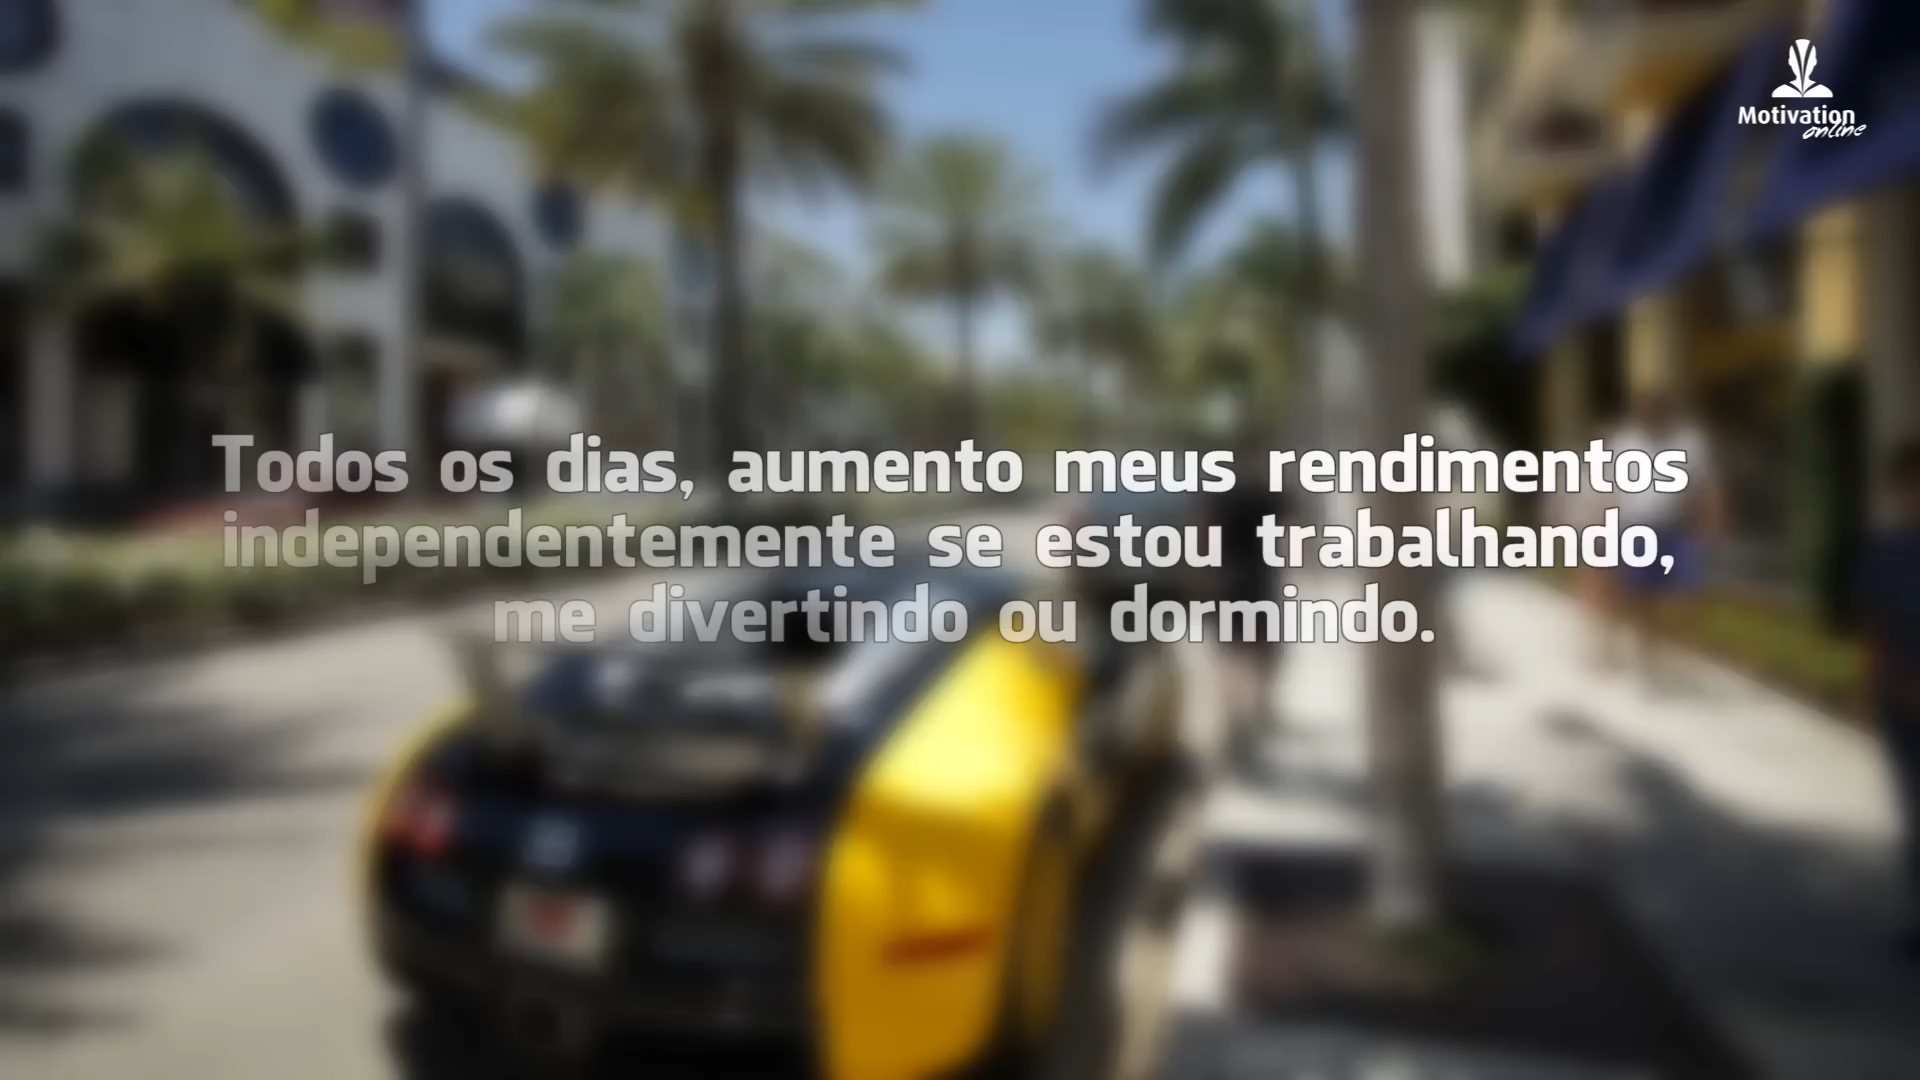 Motivation
online
Todos os dias, aumento meus rendimentos
independentemente se estou trabalhando,
me divertindo ou dormindo.